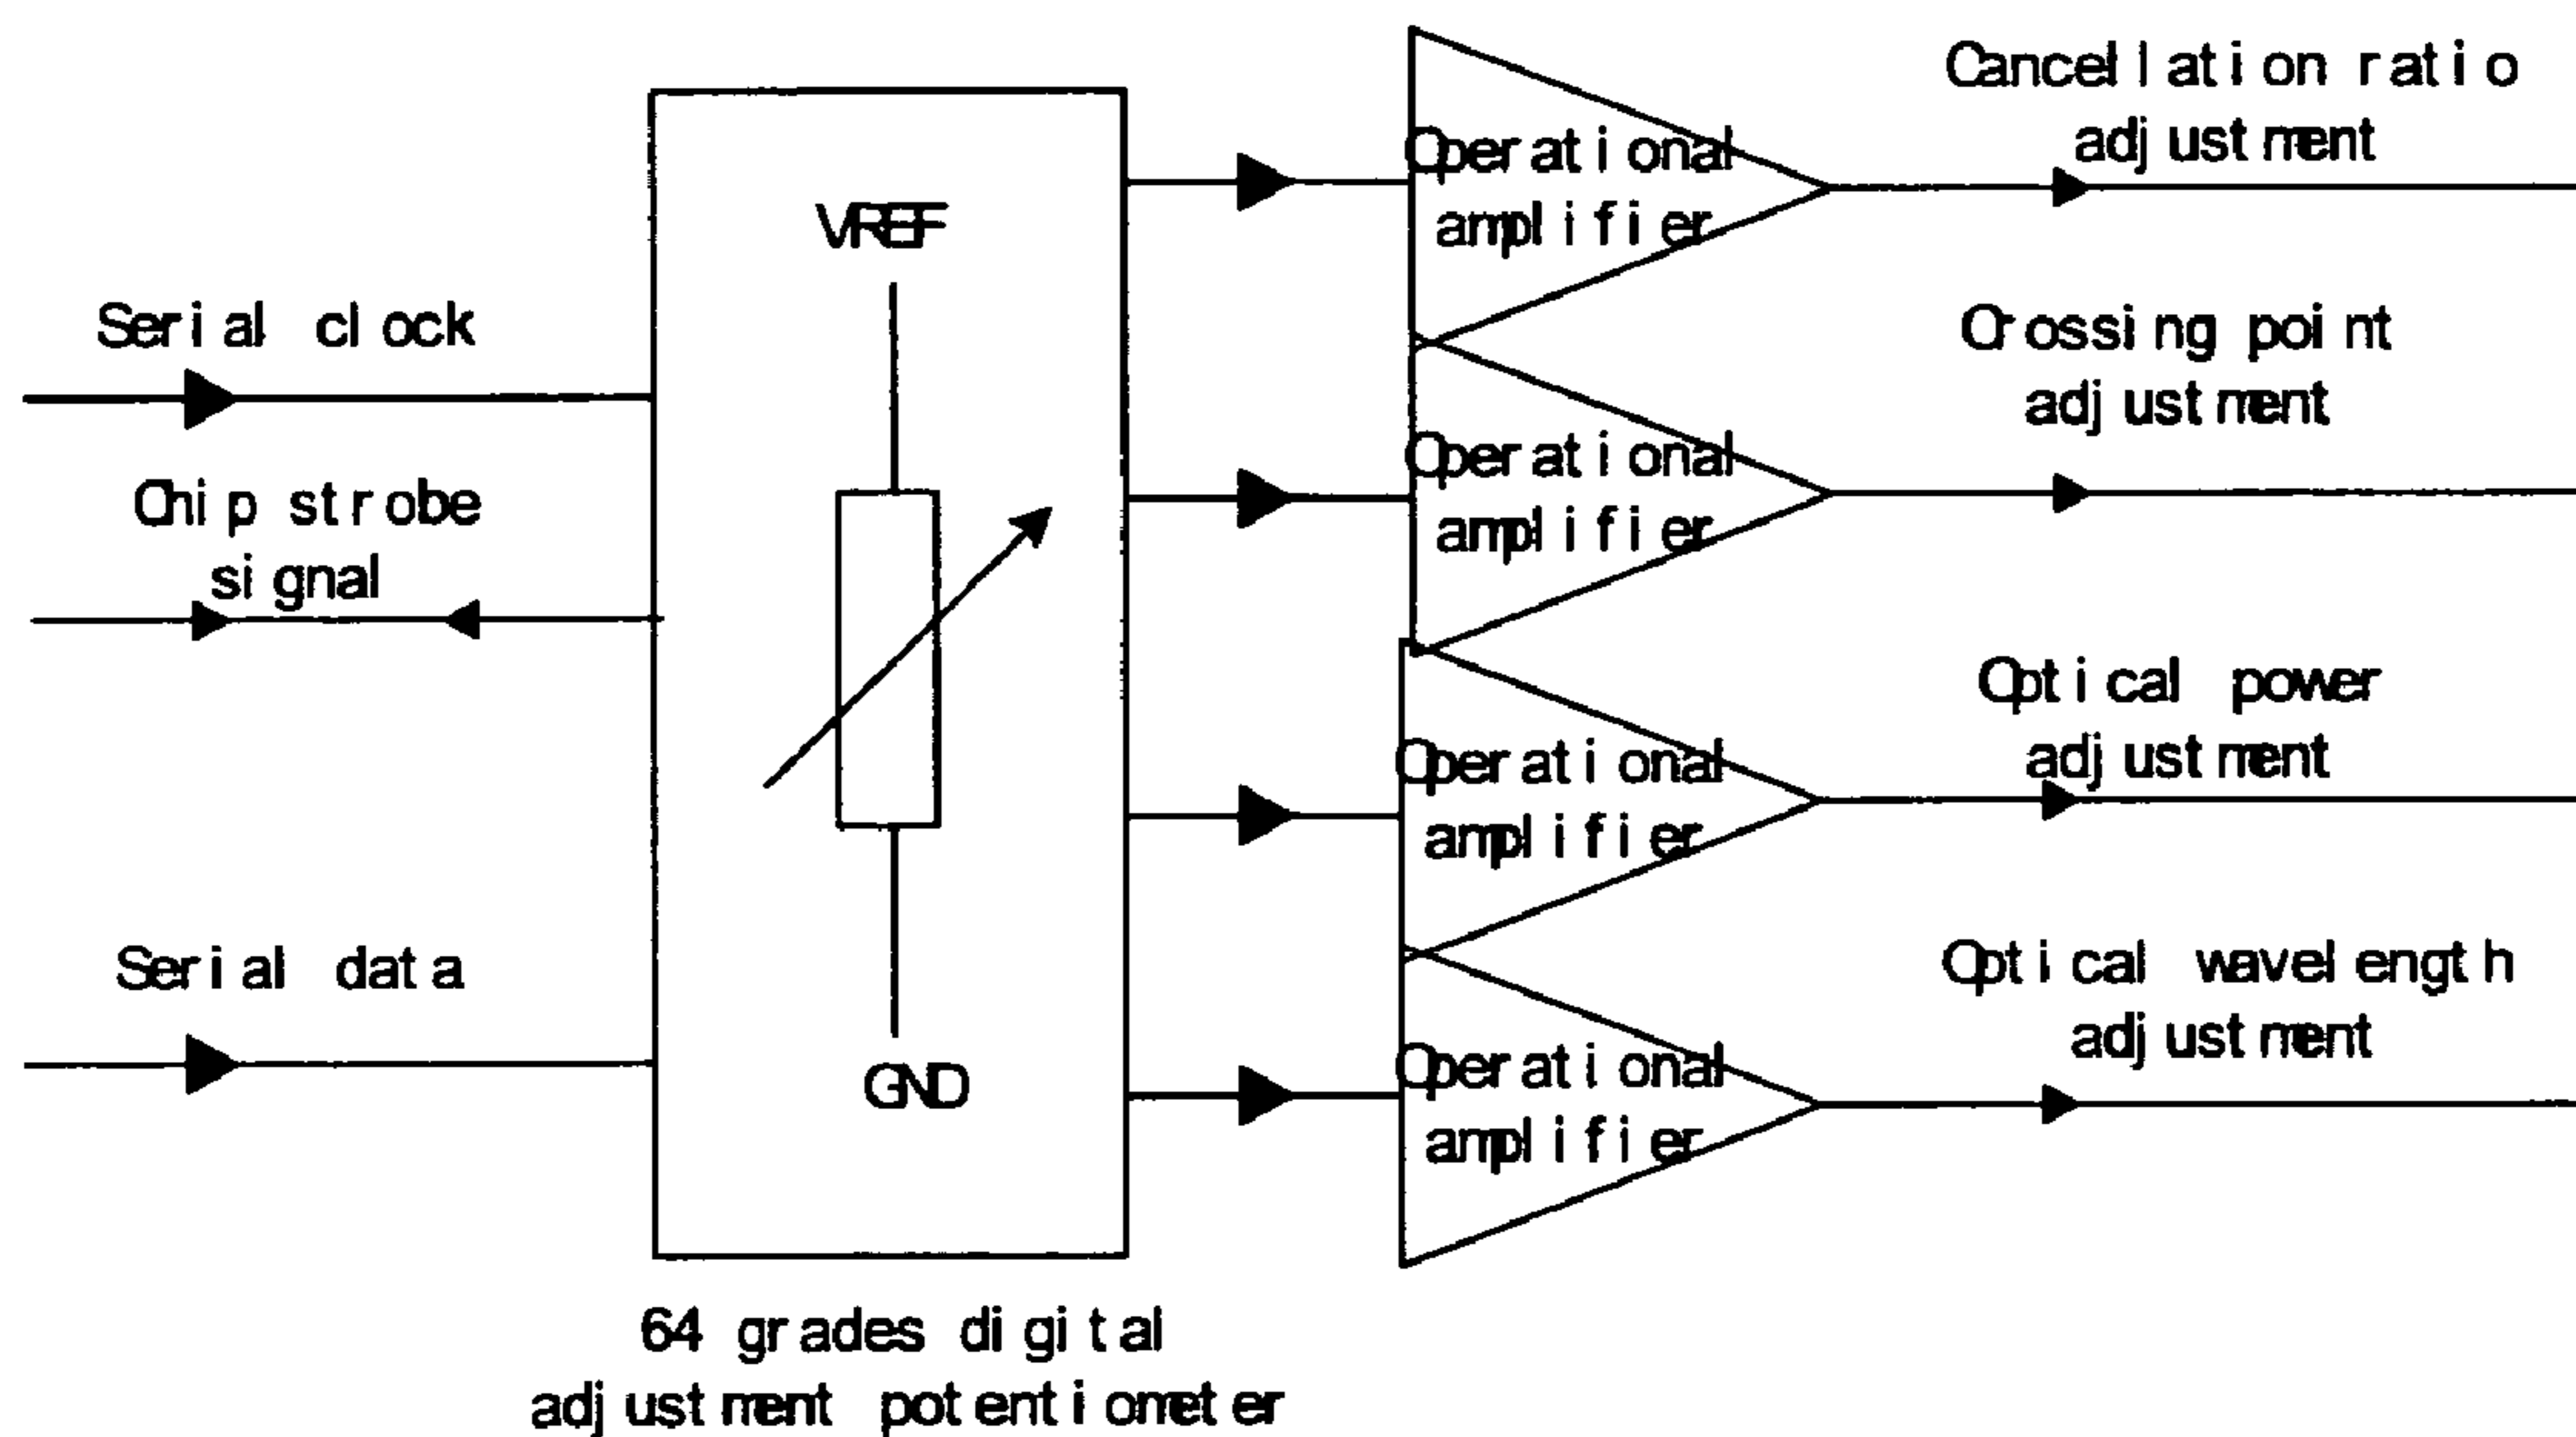 Serial clock
Chip strobe
signal
Serial data
VREF
GND
64 grades digital
adjustment potentiometer
Operational
amplifier
Operational
amplifier
Operational
amplifier
Operational
amplifier
Cancellation ratio
adjustment
Crossing point
adjustment
Optical power
adjustment
Optical wavelength
adjustment